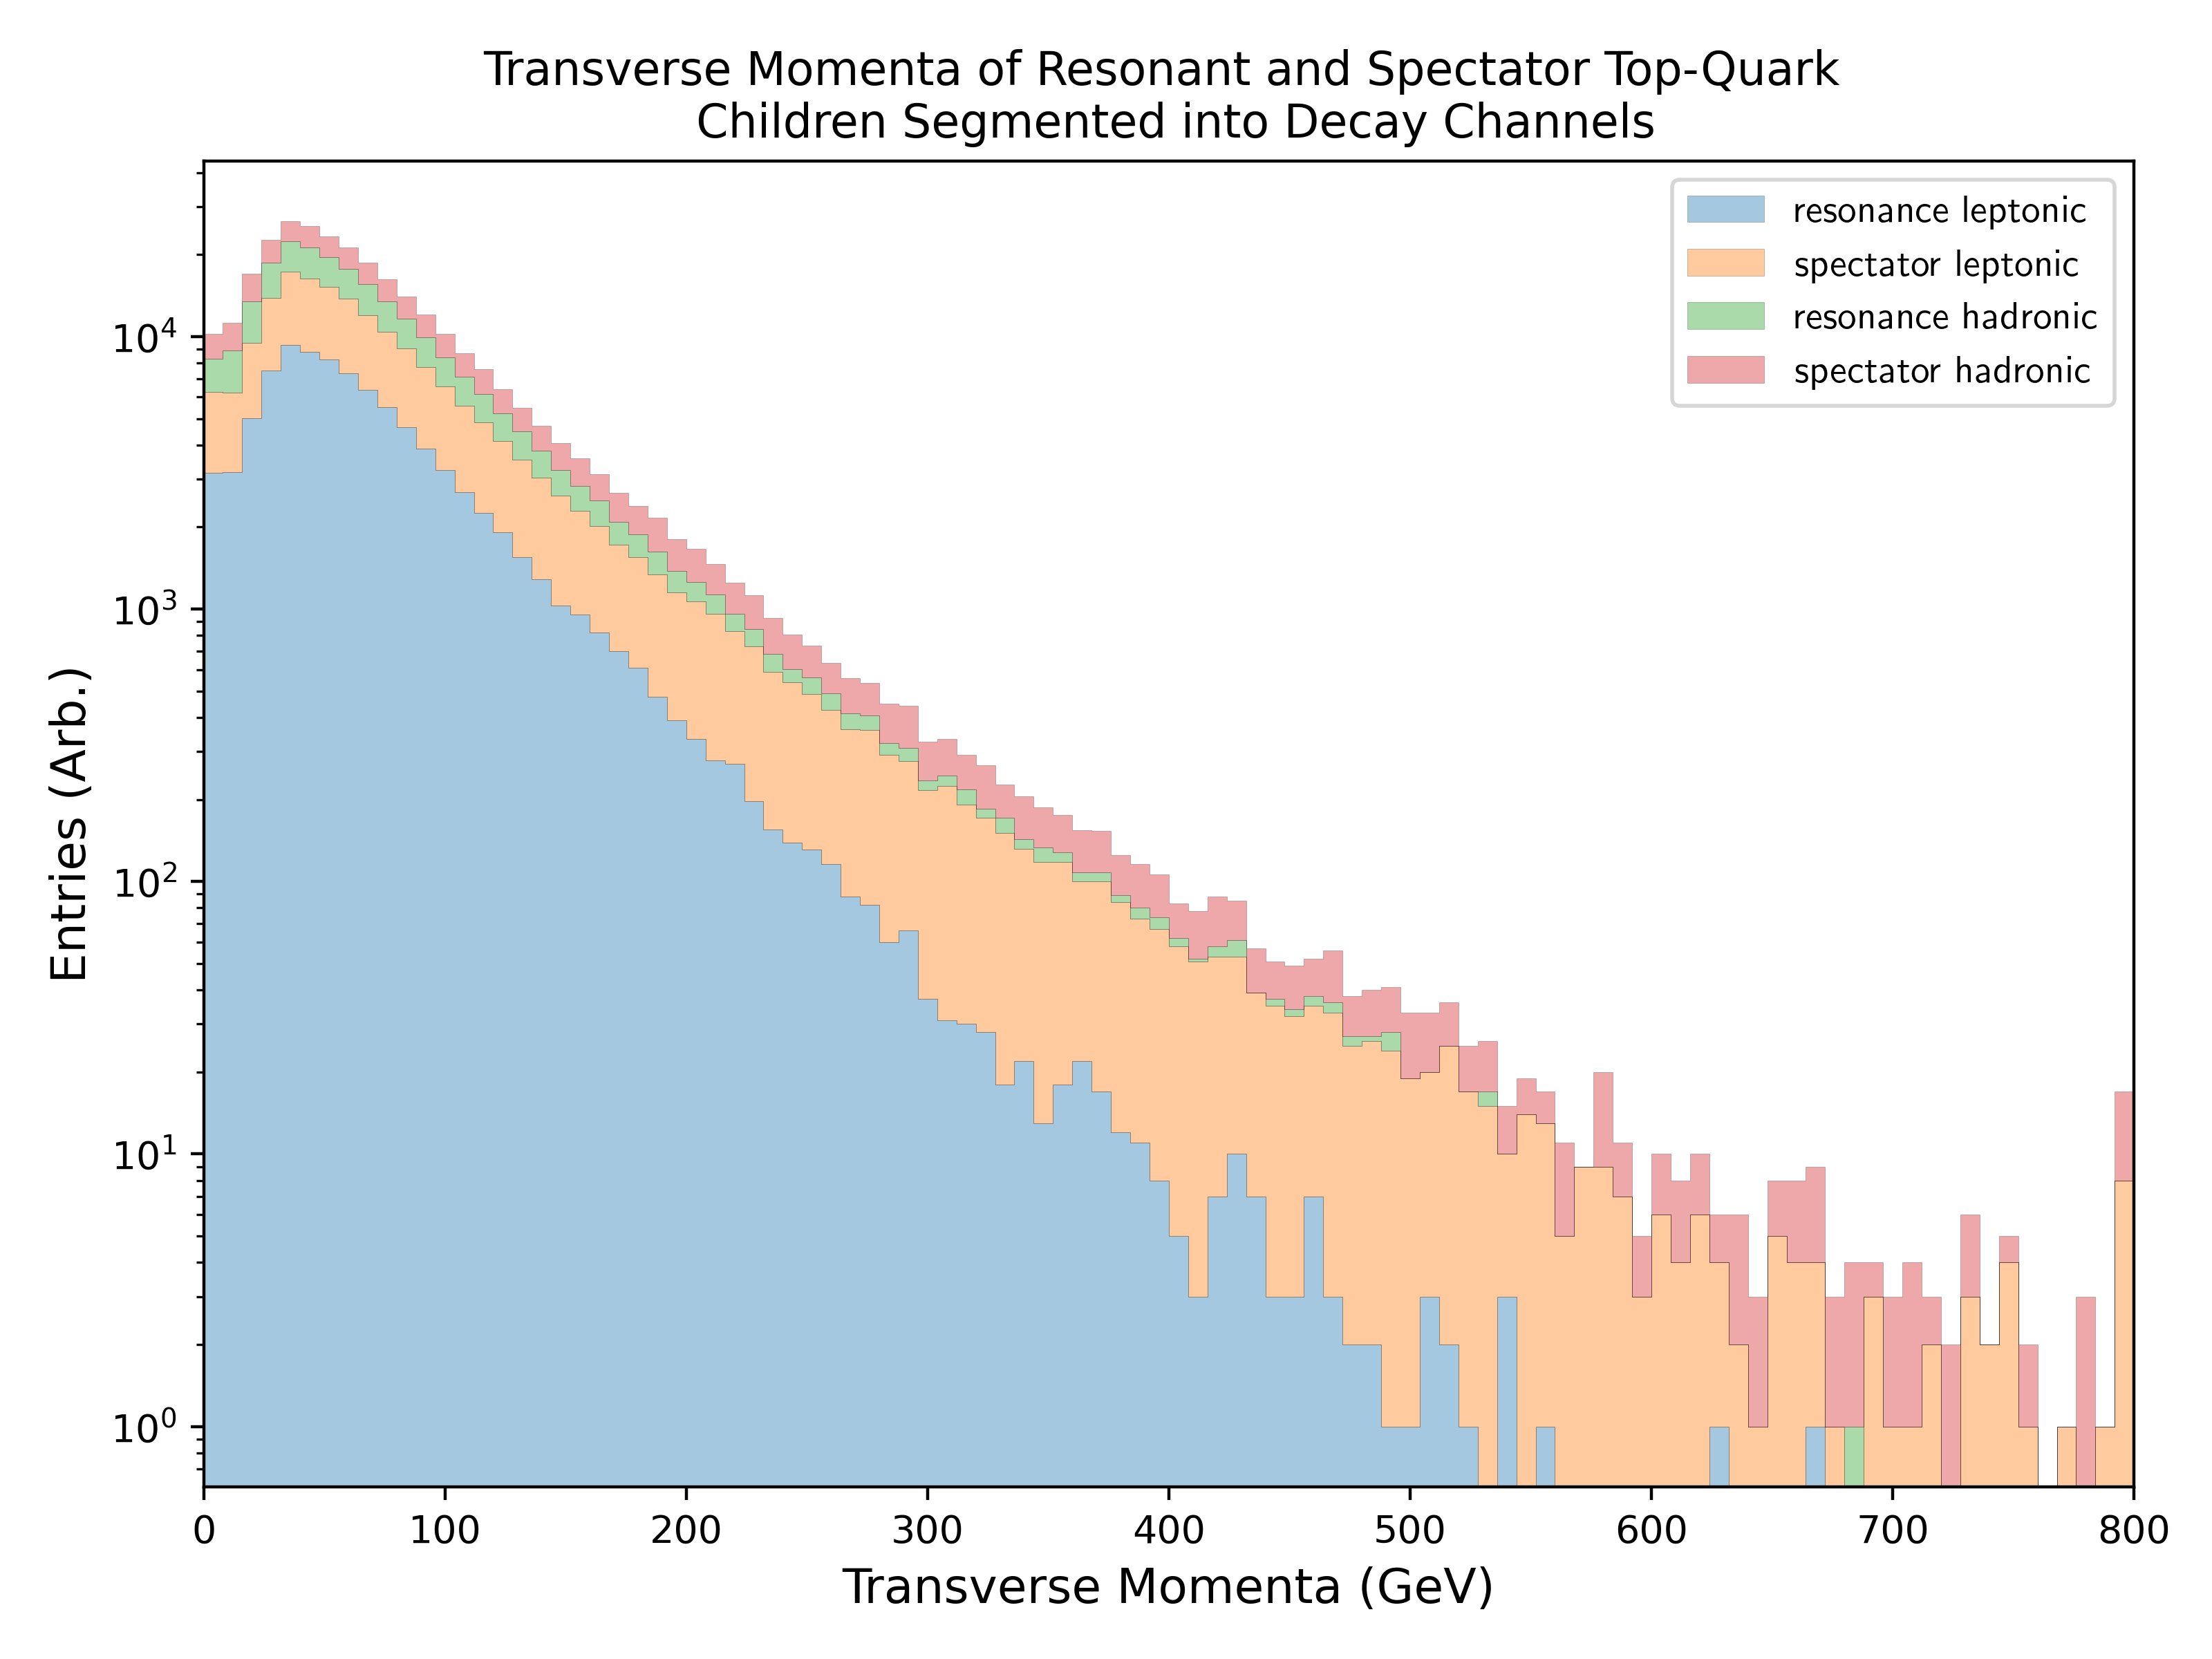 Transverse Momenta of Resonant and Spectator Top-Quark
Children Segmented into Decay Channels
resonance leptonic
spectator leptonic
resonance hadronic
spectator hadronic
Entries (Arb.)
10⁴
10³
10²
10¹
10⁰
0 100 200 300 400 500 600 700 800
Transverse Momenta (GeV)